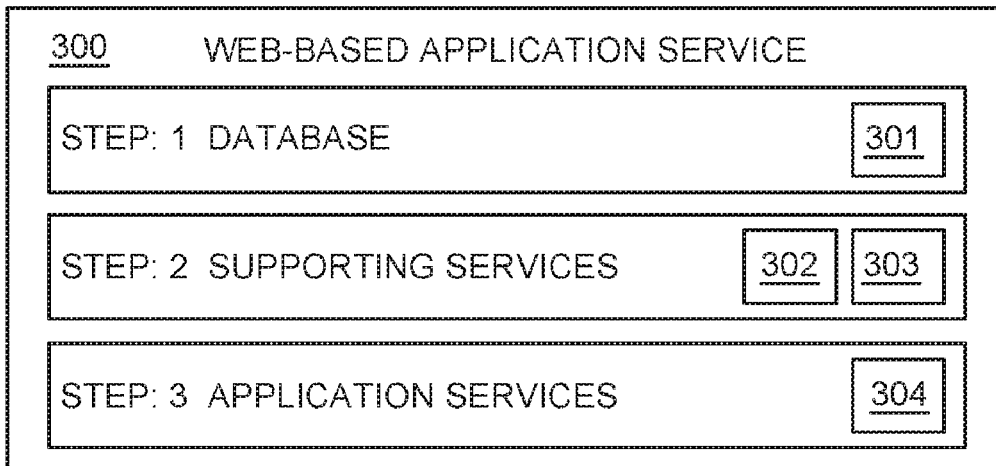 300 WEB-BASED APPLICATION SERVICE
STEP: 1 DATABASE 301
STEP: 2 SUPPORTING SERVICES 302 303
STEP: 3 APPLICATION SERVICES 304